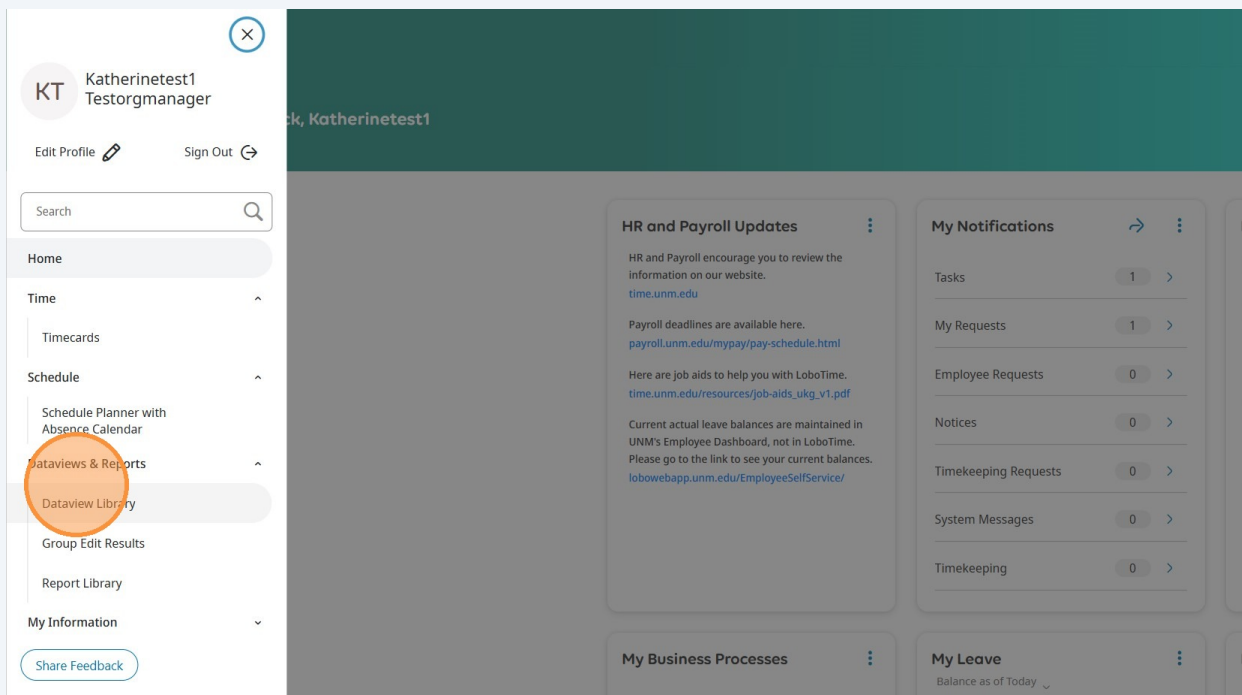 KT
Katherinetest1
Testorgmanager
Edit Profile
Sign Out
Search
Home
Time
Timecards
Schedule
Schedule Planner with
Absence Calendar
Dataviews & Reports
Dataview Library
Group Edit Results
Report Library
My Information
Share Feedback
ck, Katherinetest1
HR and Payroll Updates
HR and Payroll encourage you to review the
information on our website.
time.unm.edu
Payroll deadlines are available here.
payroll.unm.edu/mypay/pay-schedule.html
Here are job aids to help you with LoboTime.
time.unm.edu/resources/job-aids_ukg_v1.pdf
Current actual leave balances are maintained in
UNM's Employee Dashboard, not in LoboTime.
Please go to the link to see your current balances.
lobowebapp.unm.edu/EmployeeSelfService/
My Notifications
Tasks 1
My Requests 1
Employee Requests 0
Notices 0
Timekeeping Requests 0
System Messages 0
Timekeeping 0
My Business Processes
My Leave
Balance as of Today